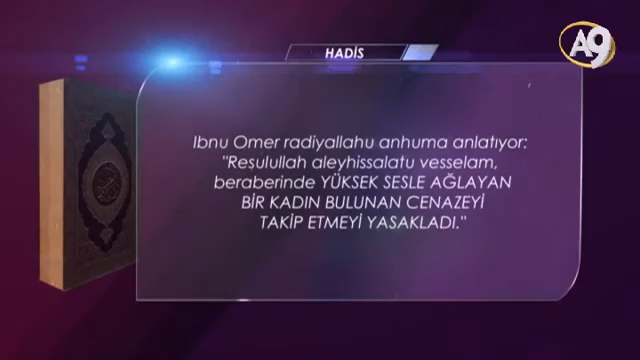 HADİS
A9
Ibnu Omer radiyallahu anhuma anlatıyor:
"Resulullah aleyhissalatu vesselam,
beraberinde YÜKSEK SESLE AĞLAYAN
BİR KADIN BULUNAN CENAZEYİ
TAKİP ETMEYİ YASAKLADI."